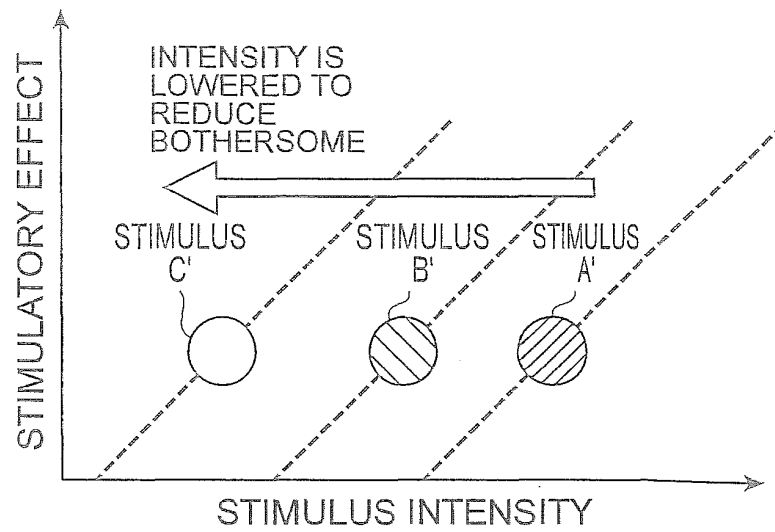 INTENSITY IS
LOWERED TO
REDUCE
BOTHERSOME
STIMULUS
C'
STIMULUS
B'
STIMULUS
A'
STIMULATORY EFFECT
STIMULUS INTENSITY